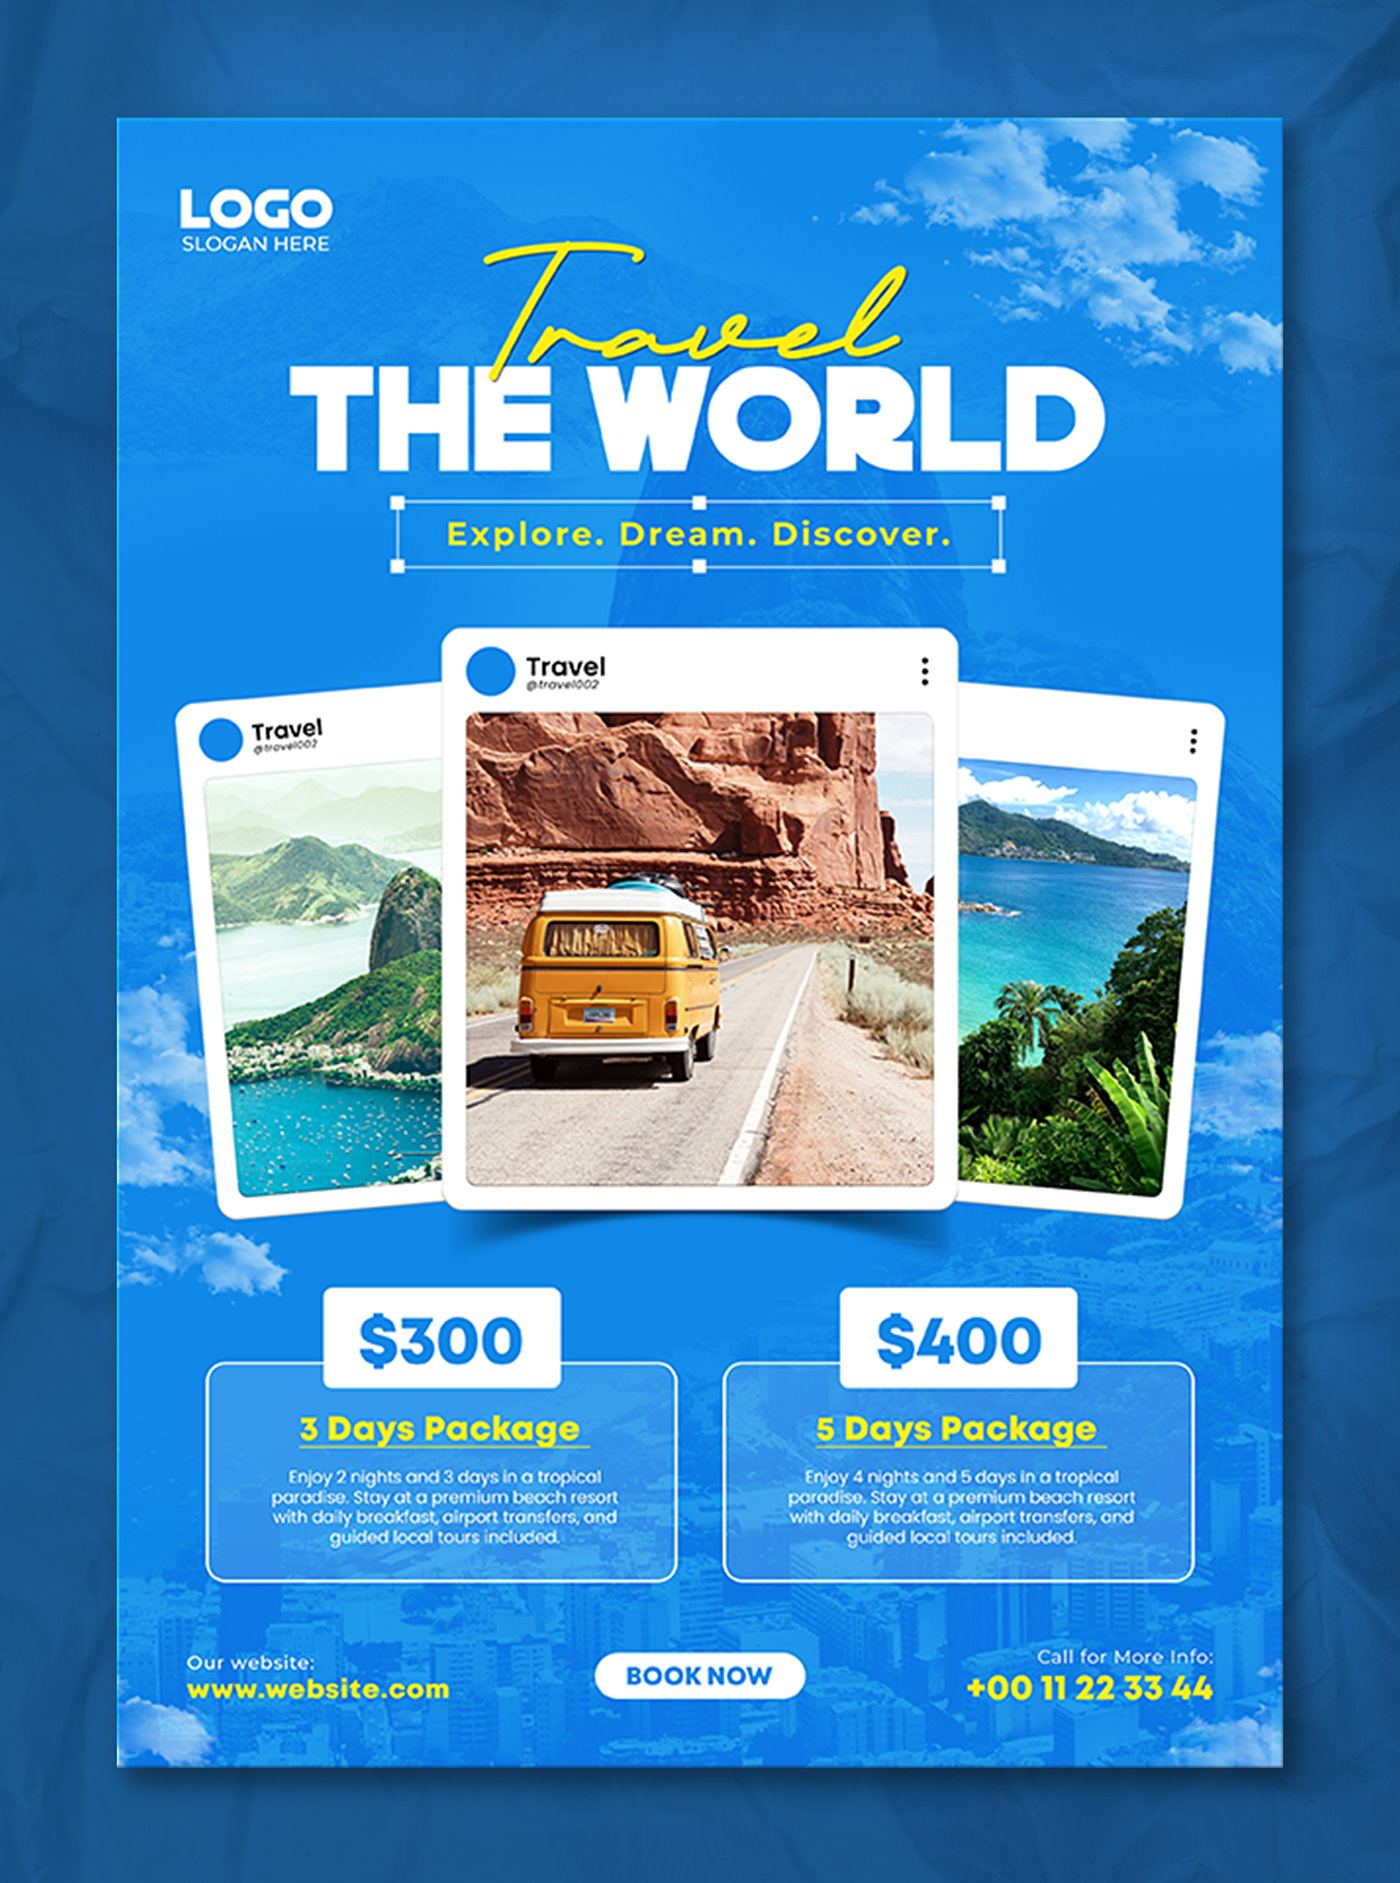 LOGO
SLOGAN HERE
Travel
THE WORLD
Explore. Dream. Discover.
Travel
@travel002
Travel
@travel002
$300
3 Days Package
Enjoy 2 nights and 3 days in a tropical
paradise. Stay at a premium beach resort
with daily breakfast, airport transfers, and
guided local tours included.
$400
5 Days Package
Enjoy 4 nights and 5 days in a tropical
paradise. Stay at a premium beach resort
with daily breakfast, airport transfers, and
guided local tours included.
Our website:
www.website.com
BOOK NOW
Call for More Info:
+00 11 22 33 44